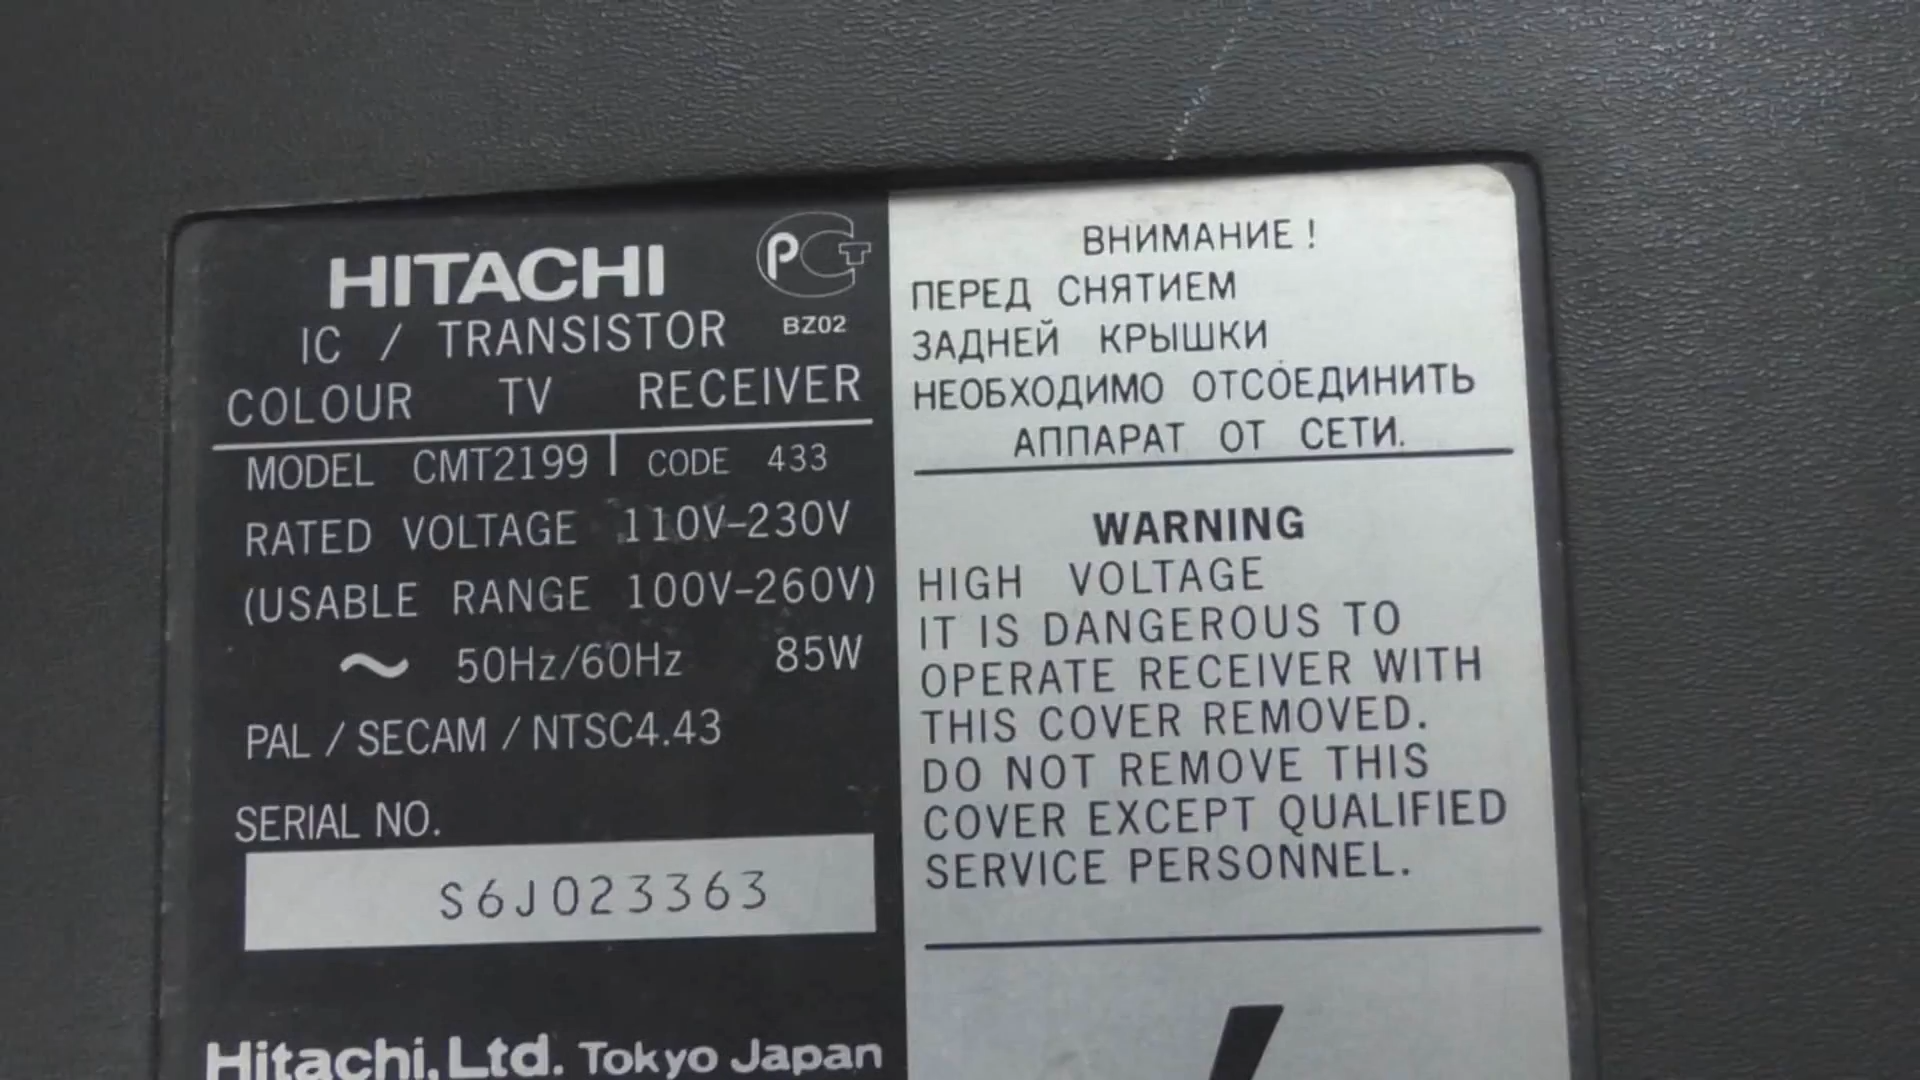 HITACHI
РСТ
BZ02
IC / TRANSISTOR
COLOUR TV RECEIVER
MODEL CMT2199 | CODE 433
RATED VOLTAGE 110V–230V
(USABLE RANGE 100V–260V)
~ 50Hz/60Hz 85W
PAL / SECAM / NTSC4.43
SERIAL NO.
S6J023363
Hitachi, Ltd. Tokyo Japan
ВНИМАНИЕ !
ПЕРЕД СНЯТИЕМ
ЗАДНЕЙ КРЫШКИ
НЕОБХОДИМО ОТСОЕДИНИТЬ
АППАРАТ ОТ СЕТИ.
WARNING
HIGH VOLTAGE
IT IS DANGEROUS TO
OPERATE RECEIVER WITH
THIS COVER REMOVED.
DO NOT REMOVE THIS
COVER EXCEPT QUALIFIED
SERVICE PERSONNEL.